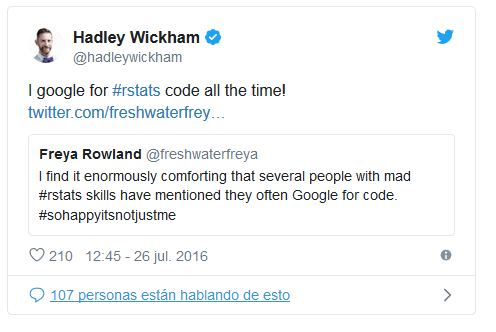 Hadley Wickham
@hadleywickham
I google for #rstats code all the time!
twitter.com/freshwaterfrey…
Freya Rowland @freshwaterfreya
I find it enormously comforting that several people with mad
#rstats skills have mentioned they often Google for code.
#sohappyitsnotjustme
210 12:45 - 26 jul. 2016
107 personas están hablando de esto